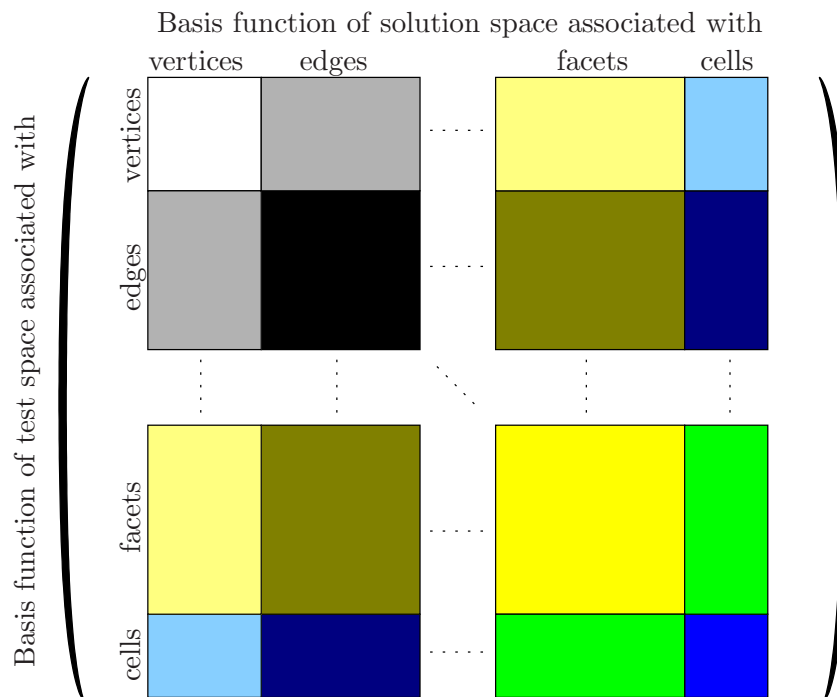 Basis function of solution space associated with
vertices edges facets cells
Basis function of test space associated with
vertices
edges
facets
cells